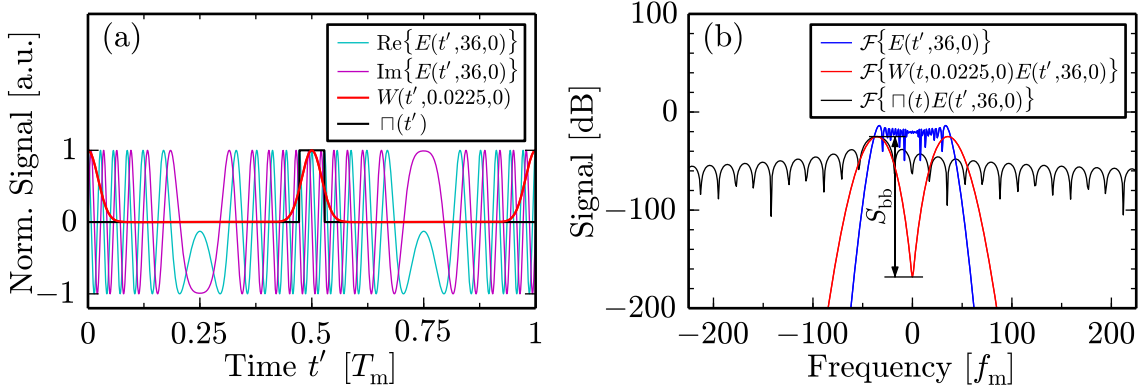 (a)
Re{E(t′,36,0)}
Im{E(t′,36,0)}
W(t′,0.0225,0)
⊓(t′)
Norm. Signal [a.u.]
1
0
−1
0 0.25 0.5 0.75 1
Time t′ [Tₘ]
(b)
ℱ{E(t′,36,0)}
ℱ{W(t,0.0225,0)E(t′,36,0)}
ℱ{⊓(t)E(t′,36,0)}
Signal [dB]
100
0
−100
−200
S_bb
−200 −100 0 100 200
Frequency [fₘ]